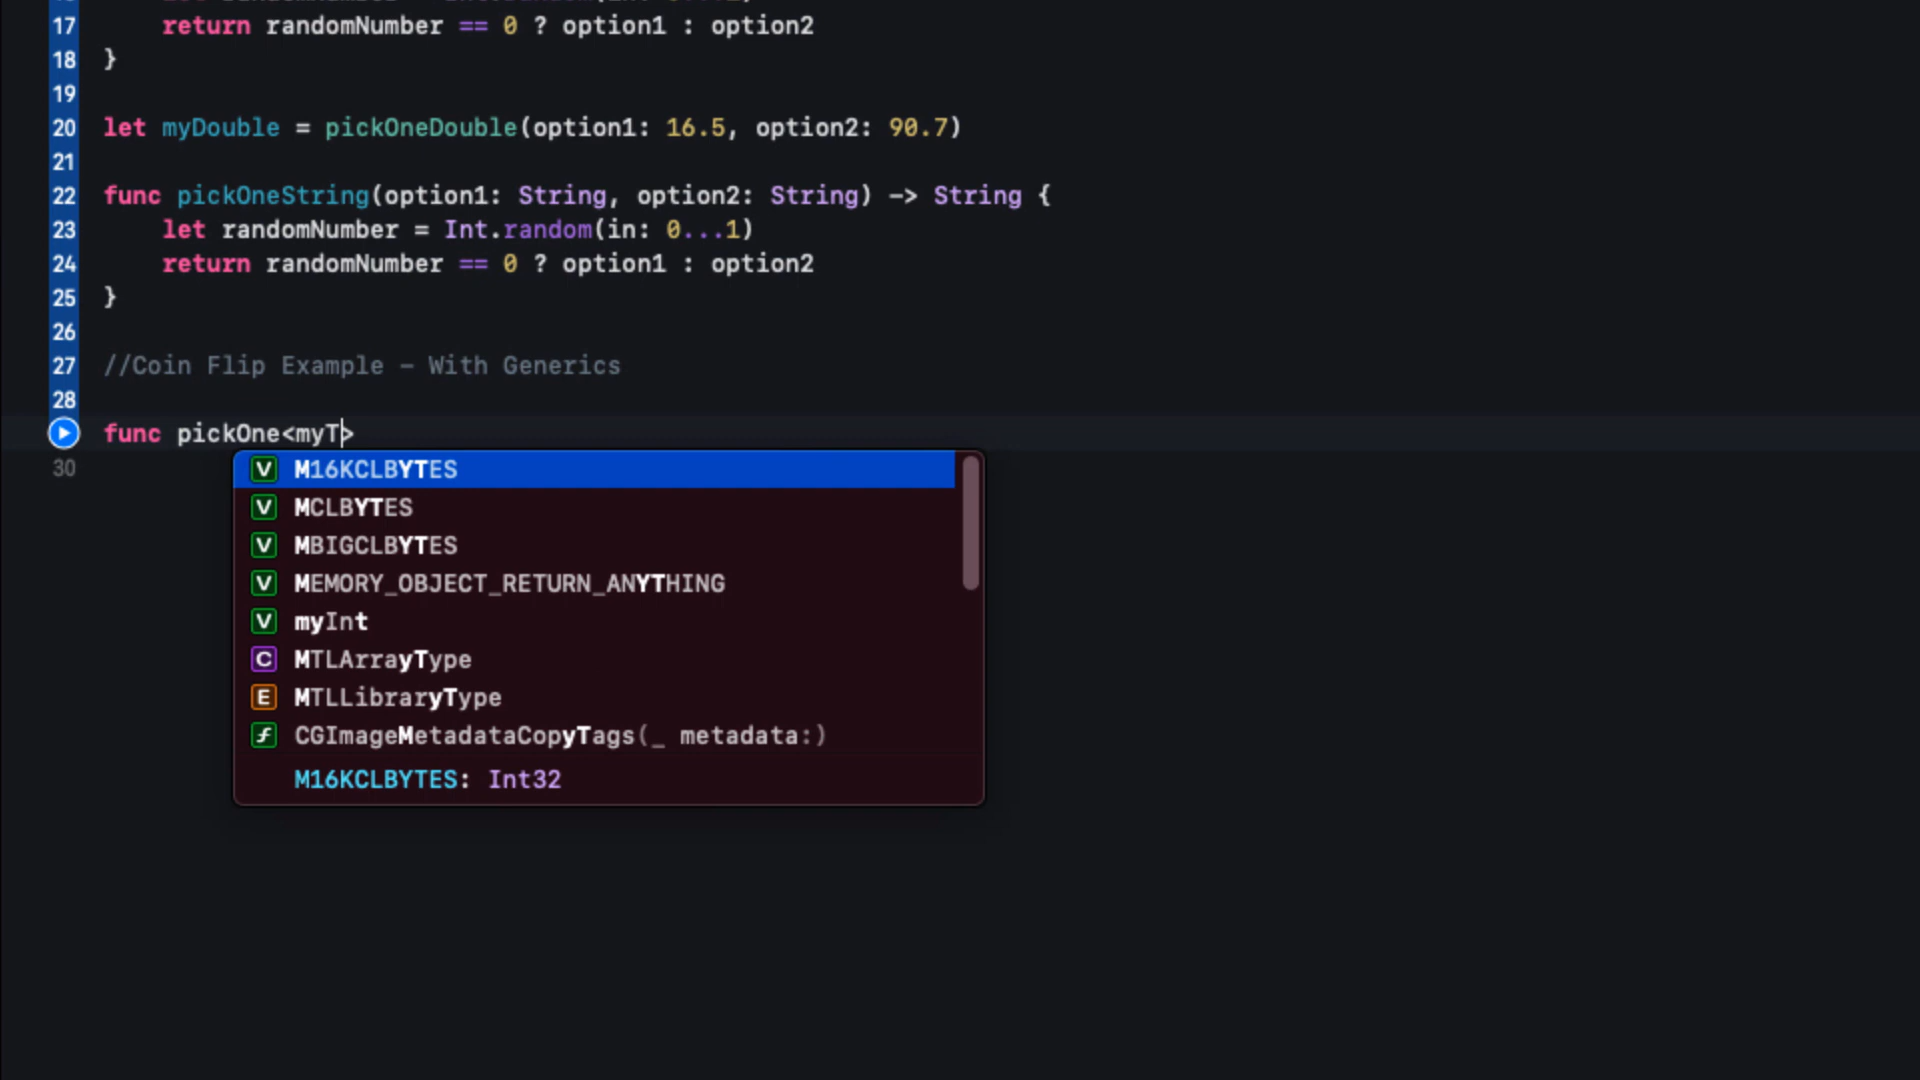 17 return randomNumber == 0 ? option1 : option2
18 }
19
20 let myDouble = pickOneDouble(option1: 16.5, option2: 90.7)
21
22 func pickOneString(option1: String, option2: String) -> String {
23 let randomNumber = Int.random(in: 0...1)
24 return randomNumber == 0 ? option1 : option2
25 }
26
27 //Coin Flip Example - With Generics
28
func pickOne<myT>
30
V M16KCLBYTES
V MCLBYTES
V MBIGCLBYTES
V MEMORY_OBJECT_RETURN_ANYTHING
V myInt
C MTLArrayType
E MTLLibraryType
f CGImageMetadataCopyTags(_ metadata:)
M16KCLBYTES: Int32